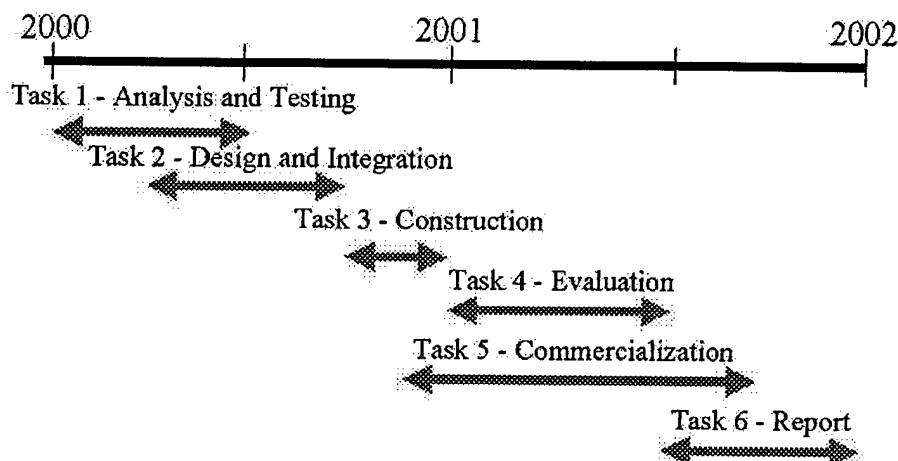 2000 2001 2002
Task 1 - Analysis and Testing
Task 2 - Design and Integration
Task 3 - Construction
Task 4 - Evaluation
Task 5 - Commercialization
Task 6 - Report